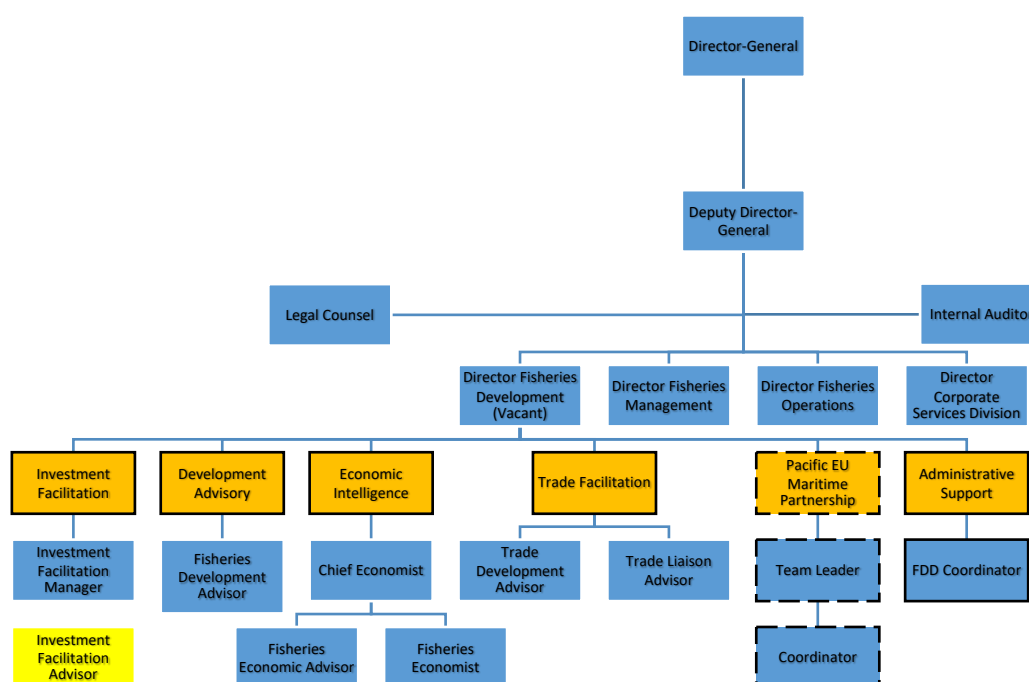 Director-General
Deputy Director-
General
Legal Counsel
Internal Auditor
Director Fisheries
Development
(Vacant)
Director Fisheries
Management
Director Fisheries
Operations
Director
Corporate
Services Division
Investment
Facilitation
Development
Advisory
Economic
Intelligence
Trade Facilitation
Pacific EU
Maritime
Partnership
Administrative
Support
Investment
Facilitation
Manager
Fisheries
Development
Advisor
Chief Economist
Trade
Development
Advisor
Trade Liaison
Advisor
Team Leader
FDD Coordinator
Investment
Facilitation
Advisor
Fisheries
Economic Advisor
Fisheries
Economist
Coordinator